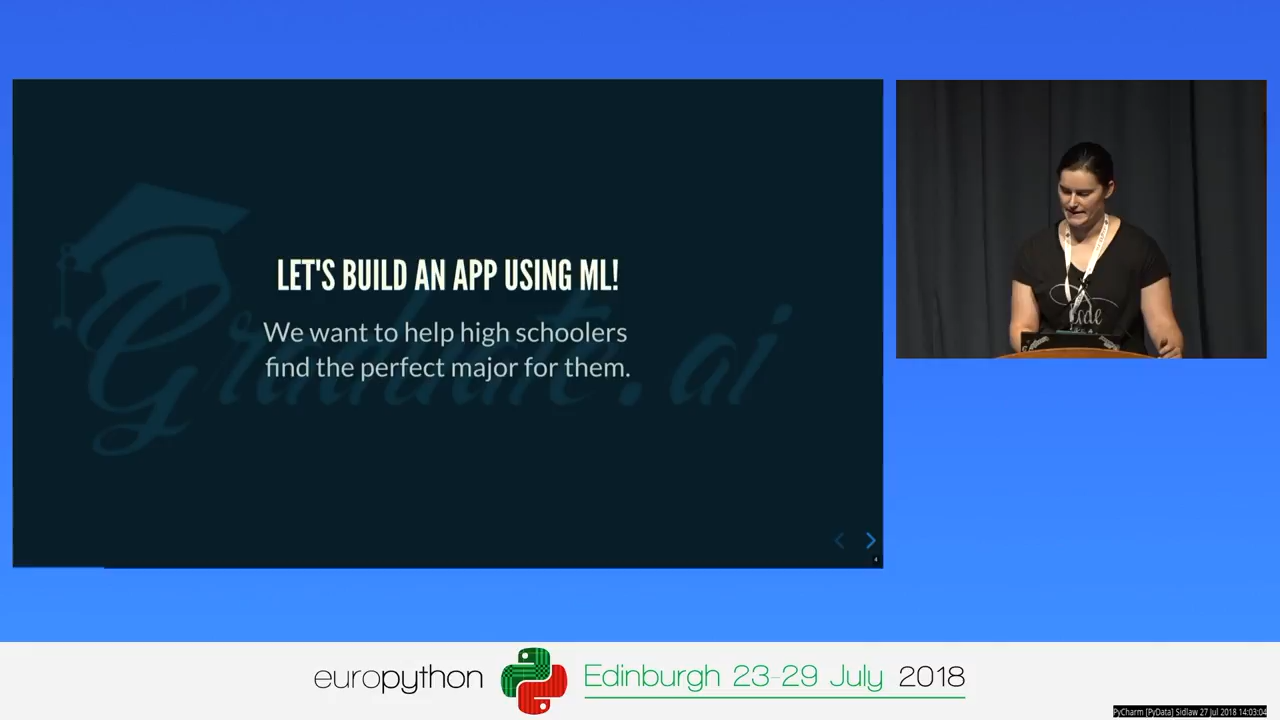 LET'S BUILD AN APP USING ML!
We want to help high schoolers
find the perfect major for them.
Graduate.ai
4
europython
Edinburgh 23-29 July 2018
PyCharm [PyData] Sidlaw 27 Jul 2018 14:03:04